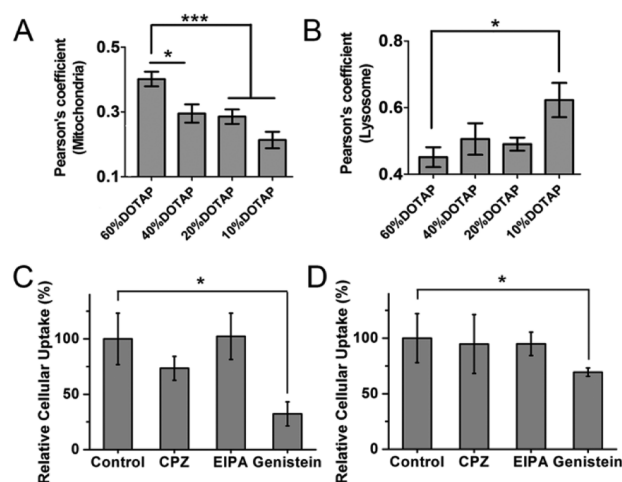 A
Pearson's coefficient
(Mitochondria)
0.5
0.3
0.1
***
*
60%DOTAP
40%DOTAP
20%DOTAP
10%DOTAP
B
Pearson's coefficient
(Lysosome)
0.8
0.6
0.4
*
60%DOTAP
40%DOTAP
20%DOTAP
10%DOTAP
C
Relative Cellular Uptake (%)
100
50
0
*
Control CPZ EIPA Genistein
D
Relative Cellular Uptake (%)
100
50
0
*
Control CPZ EIPA Genistein